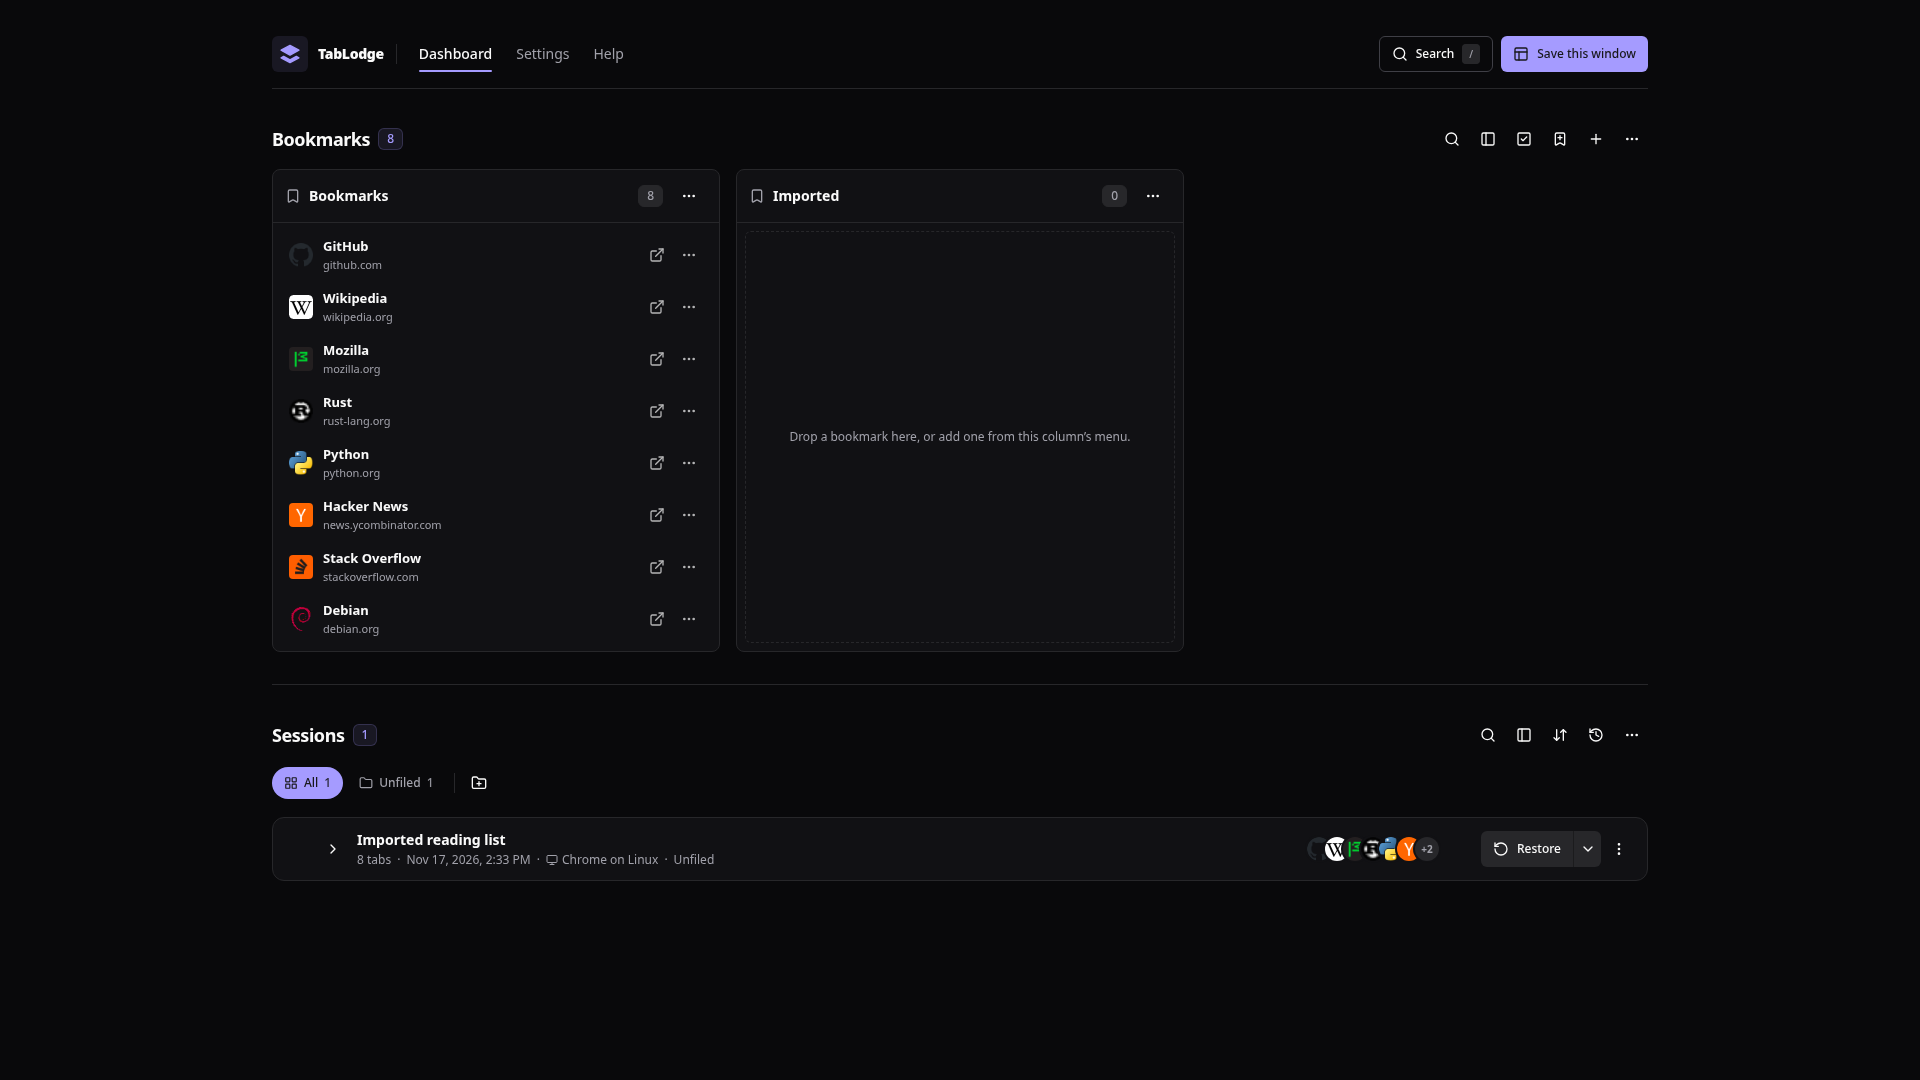 TabLodge
Dashboard
Settings
Help
Search /
Save this window
Bookmarks 8
Bookmarks 8
GitHub
github.com
Wikipedia
wikipedia.org
Mozilla
mozilla.org
Rust
rust-lang.org
Python
python.org
Hacker News
news.ycombinator.com
Stack Overflow
stackoverflow.com
Debian
debian.org
Imported 0
Drop a bookmark here, or add one from this column’s menu.
Sessions 1
All 1
Unfiled 1
Imported reading list
8 tabs · Nov 17, 2026, 2:33 PM · Chrome on Linux · Unfiled
+2
Restore